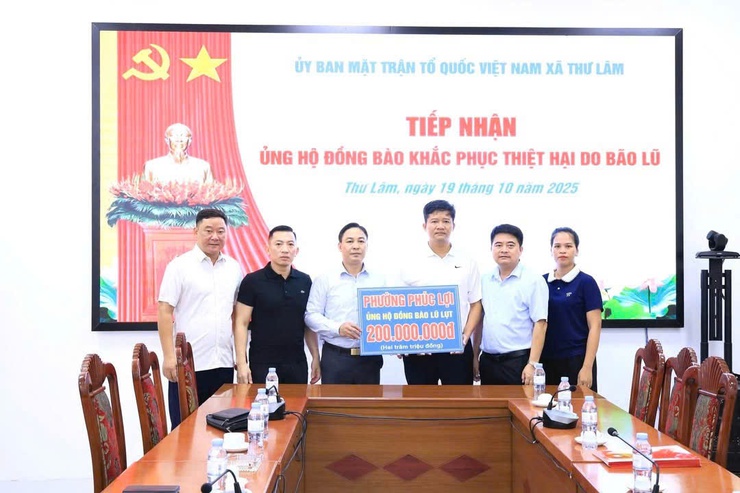 ỦY BAN MẶT TRẬN TỔ QUỐC VIỆT NAM XÃ THƯ LÂM
TIẾP NHẬN
ỦNG HỘ ĐỒNG BÀO KHẮC PHỤC THIỆT HẠI DO BÃO LŨ
Thư Lâm, ngày 19 tháng 10 năm 2025
PHƯỜNG PHÚC LỢI
ỦNG HỘ ĐỒNG BÀO LŨ LỤT
200.000.000đ
(Hai trăm triệu đồng)